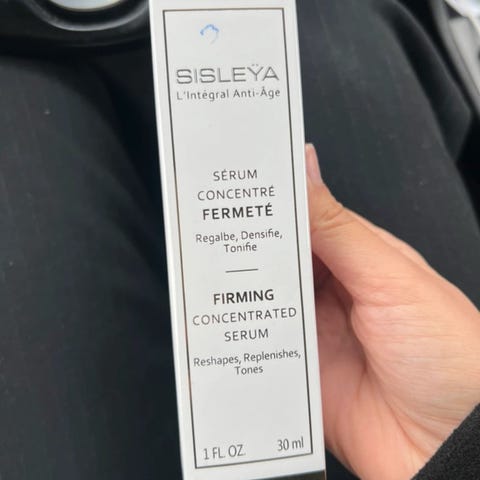 SISLEŸA
L'Intégral Anti-Âge
SÉRUM
CONCENTRÉ
FERMETÉ
Regalbe, Densifie,
Tonifie
FIRMING
CONCENTRATED
SERUM
Reshapes, Replenishes,
Tones
1 FL. OZ. 30 ml